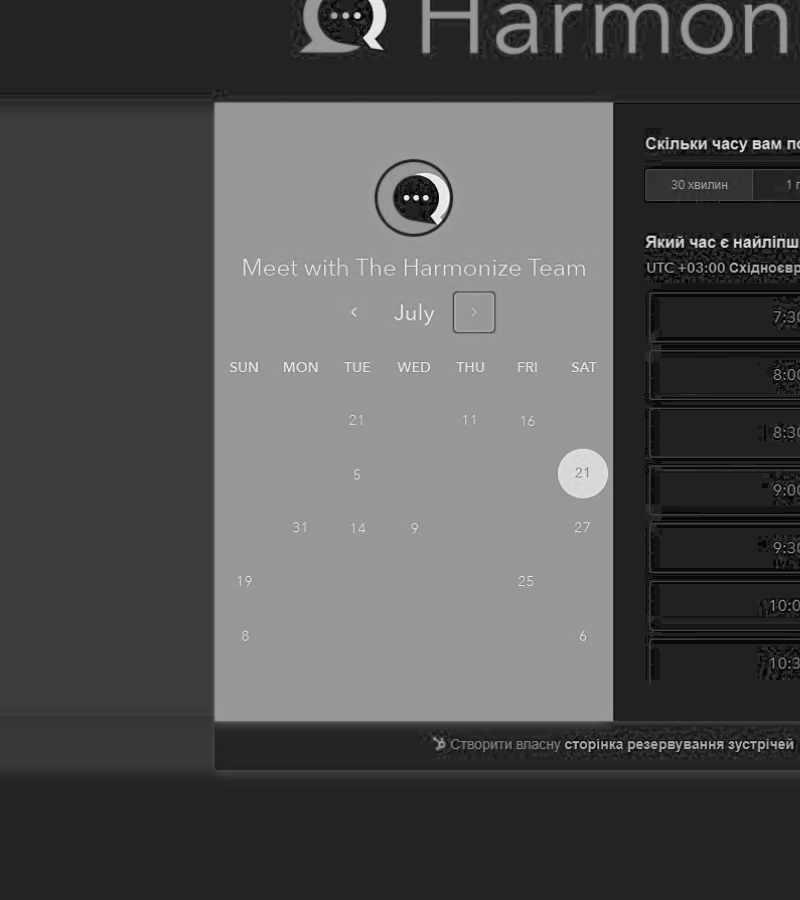 Harmon
Скільки часу вам по
30 хвилин 1 г
Meet with The Harmonize Team
Який час є найліпш
UTC +03:00 Східноєвр
‹ July ›
7:30
SUN MON TUE WED THU FRI SAT
8:00
21 11 16
8:30
5 21
9:00
31 14 9 27
9:30
19 25
10:0
8 6
10:3
Створити власну сторінка резервування зустрічей